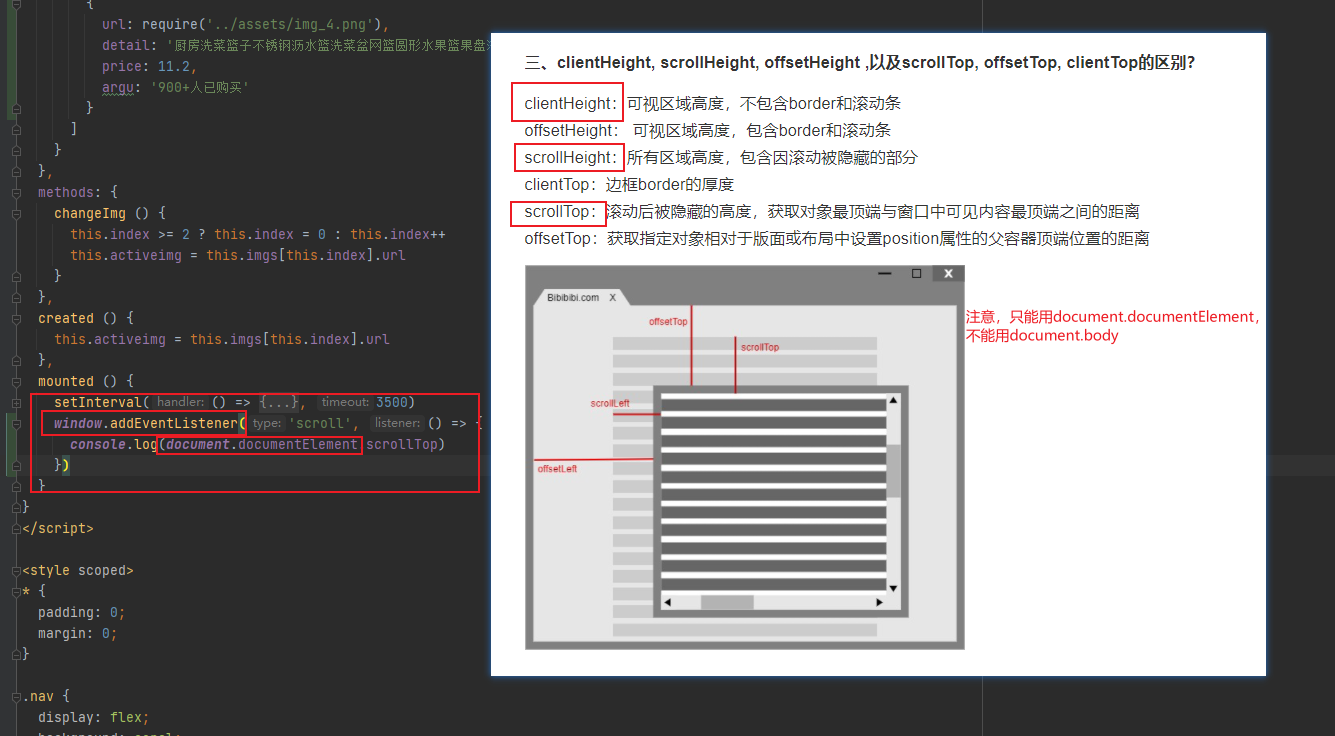 {
url: require('../assets/img_4.png'),
detail: '厨房洗菜篮子不锈钢沥水篮洗菜盆网篮圆形水果篮果盘
price: 11.2,
argu: '900+人已购买'
}
]
}
},
methods: {
changeImg () {
this.index >= 2 ? this.index = 0 : this.index++
this.activeimg = this.imgs[this.index].url
}
},
created () {
this.activeimg = this.imgs[this.index].url
},
mounted () {
setInterval( handler: () => {...}, timeout: 3500)
window.addEventListener( type: 'scroll', listener: () => {
console.log(document.documentElement scrollTop)
})
}
}
</script>
<style scoped>
* {
padding: 0;
margin: 0;
}
.nav {
display: flex;
三、clientHeight, scrollHeight, offsetHeight ,以及scrollTop, offsetTop, clientTop的区别?
clientHeight：可视区域高度，不包含border和滚动条
offsetHeight： 可视区域高度，包含border和滚动条
scrollHeight：所有区域高度，包含因滚动被隐藏的部分
clientTop：边框border的厚度
scrollTop：滚动后被隐藏的高度，获取对象最顶端与窗口中可见内容最顶端之间的距离
offsetTop：获取指定对象相对于版面或布局中设置position属性的父容器顶端位置的距离
X
Bibibibi.com X
offsetTop
scrollTop
scrollLeft
offsetLeft
注意，只能用document.documentElement，
不能用document.body